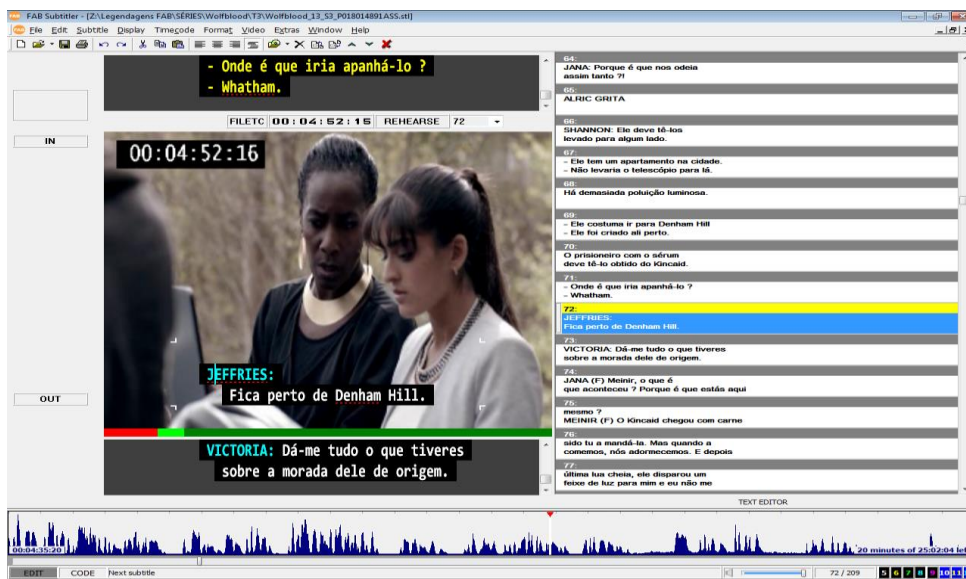 FAB Subtitler - [Z:\Legendagens FAB\SÉRIES\Wolfblood\T3\Wolfblood_13_S3_P018014891ASS.stl]
File Edit Subtitle Display Timecode Format Video Extras Window Help
- Onde é que iria apanhá-lo ?
- Whatham.
FILETC 00:04:52:15 REHEARSE 72
IN
00:04:52:16
JEFFRIES:
Fica perto de Denham Hill.
OUT
VICTORIA: Dá-me tudo o que tiveres
sobre a morada dele de origem.
64:
JANA: Porque é que nos odeia
assim tanto ?!
65:
ALRIC GRITA
66:
SHANNON: Ele deve tê-los
levado para algum lado.
67:
- Ele tem um apartamento na cidade.
- Não levaria o telescópio para lá.
68:
Há demasiada poluição luminosa.
69:
- Ele costuma ir para Denham Hill
- Ele foi criado ali perto.
70:
O prisioneiro com o sérum
deve tê-lo obtido do Kincaid.
71:
- Onde é que iria apanhá-lo ?
- Whatham.
72:
JEFFRIES:
Fica perto de Denham Hill.
73:
VICTORIA: Dá-me tudo o que tiveres
sobre a morada dele de origem.
74:
JANA (F) Meinir, o que é
que aconteceu ? Porque é que estás aqui
75:
mesmo ?
MEINIR (F) O Kincaid chegou com carne
76:
sido tu a mandá-la. Mas quando a
comemos, nós adormecemos. E depois
77:
última lua cheia, ele disparou um
feixe de luz para mim e eu não me
TEXT EDITOR
00:04:35:20
20 minutes of 25:02:04 let
EDIT CODE Next subtitle
72 / 209
5 6 7 8 9 10 11